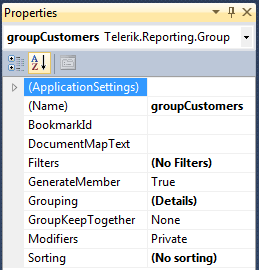 Properties
groupCustomers Telerik.Reporting.Group
(ApplicationSettings)
(Name) groupCustomers
BookmarkId
DocumentMapText
Filters (No Filters)
GenerateMember True
Grouping (Details)
GroupKeepTogether None
Modifiers Private
Sorting (No sorting)